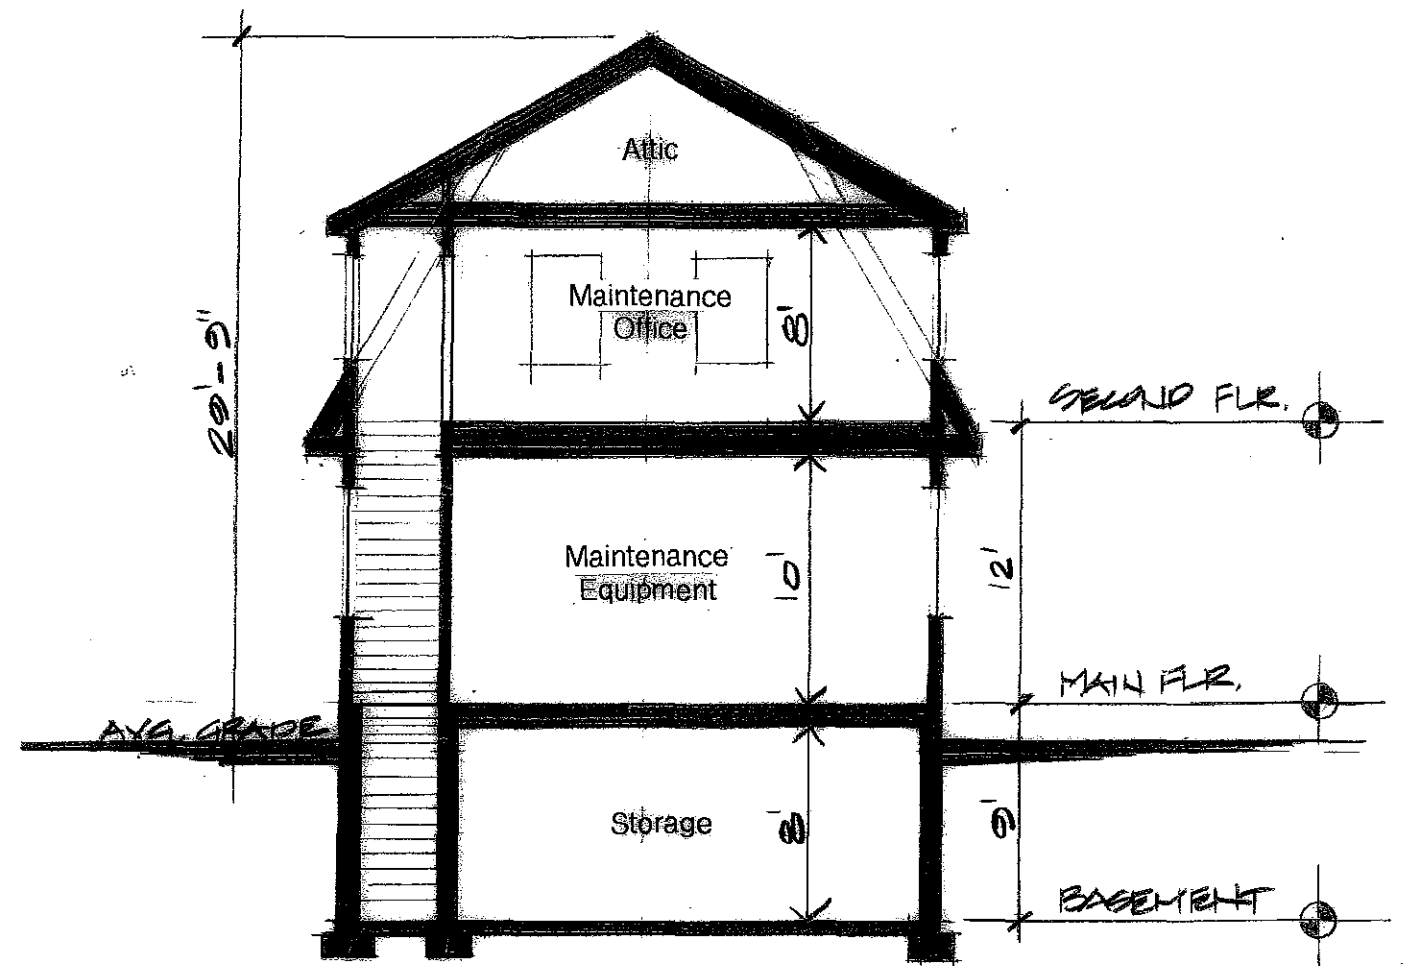 Attic
Maintenance
Office
8'
29'-9"
SECOND FLR.
Maintenance
Equipment
10'
12'
MAIN FLR.
AVG. GRADE
Storage
8'
9'
BASEMENT